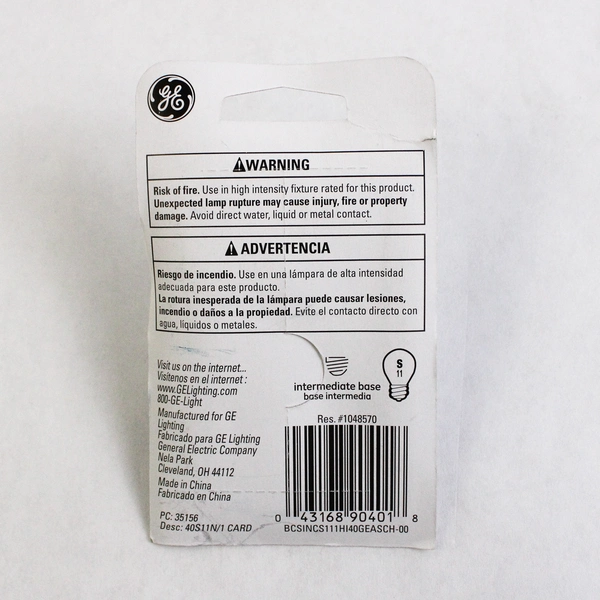 GE
WARNING
Risk of fire. Use in high intensity fixture rated for this product.
Unexpected lamp rupture may cause injury, fire or property
damage. Avoid direct water, liquid or metal contact.
ADVERTENCIA
Riesgo de incendio. Use en una lámpara de alta intensidad
adecuada para este producto.
La rotura inesperada de la lámpara puede causar lesiones,
incendio o daños a la propiedad. Evite el contacto directo con
agua, líquidos o metales.
Visit us on the internet...
Visítenos en el internet :
www.GELighting.com
800-GE-Light
Manufactured for GE
Lighting
Fabricado para GE Lighting
General Electric Company
Nela Park
Cleveland, OH 44112
Made in China
Fabricado en China
PC: 35156
Desc: 40S11N/1 CARD
S
11
intermediate base
base intermedia
Res. #1048570
0 43168 90401 8
BCSINCS111HI40GEASCH-00